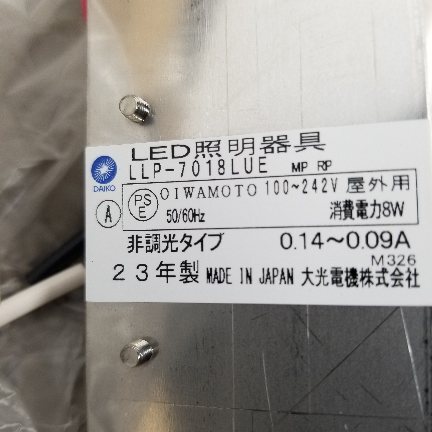 LED照明器具
LLP-7018LUE MP RP
DAIKO
PSE OIWAMOTO 100~242V 屋外用
A 50/60Hz 消費電力8W
非調光タイプ 0.14~0.09A
M326
23年製 MADE IN JAPAN 大光電機株式会社